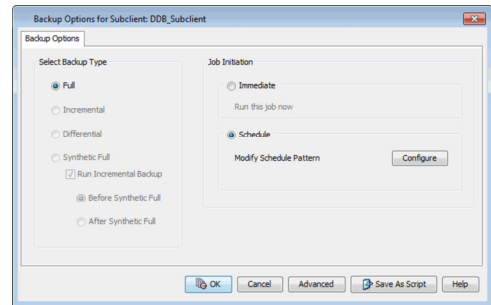 Backup Options for Subclient: DDB_Subclient
Backup Options
Select Backup Type
Full
Incremental
Differential
Synthetic Full
Run Incremental Backup
Before Synthetic Full
After Synthetic Full
Job Initiation
Immediate
Run this job now
Schedule
Modify Schedule Pattern
Configure
OK
Cancel
Advanced
Save As Script
Help